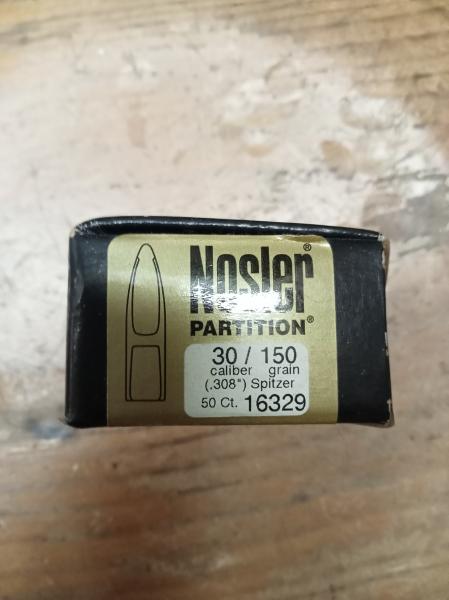 Nosler®
PARTITION®
30 / 150
caliber grain
(.308") Spitzer
50 Ct. 16329